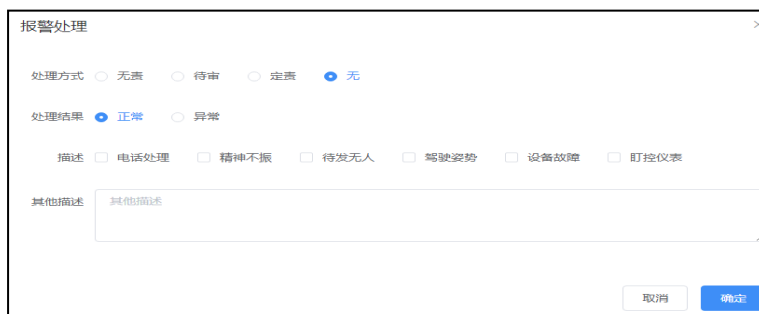 报警处理
处理方式 无责 待审 定责 无
处理结果 正常 异常
描述 电话处理 精神不振 待发无人 驾驶姿势 设备故障 盯控仪表
其他描述 其他描述
取消 确定